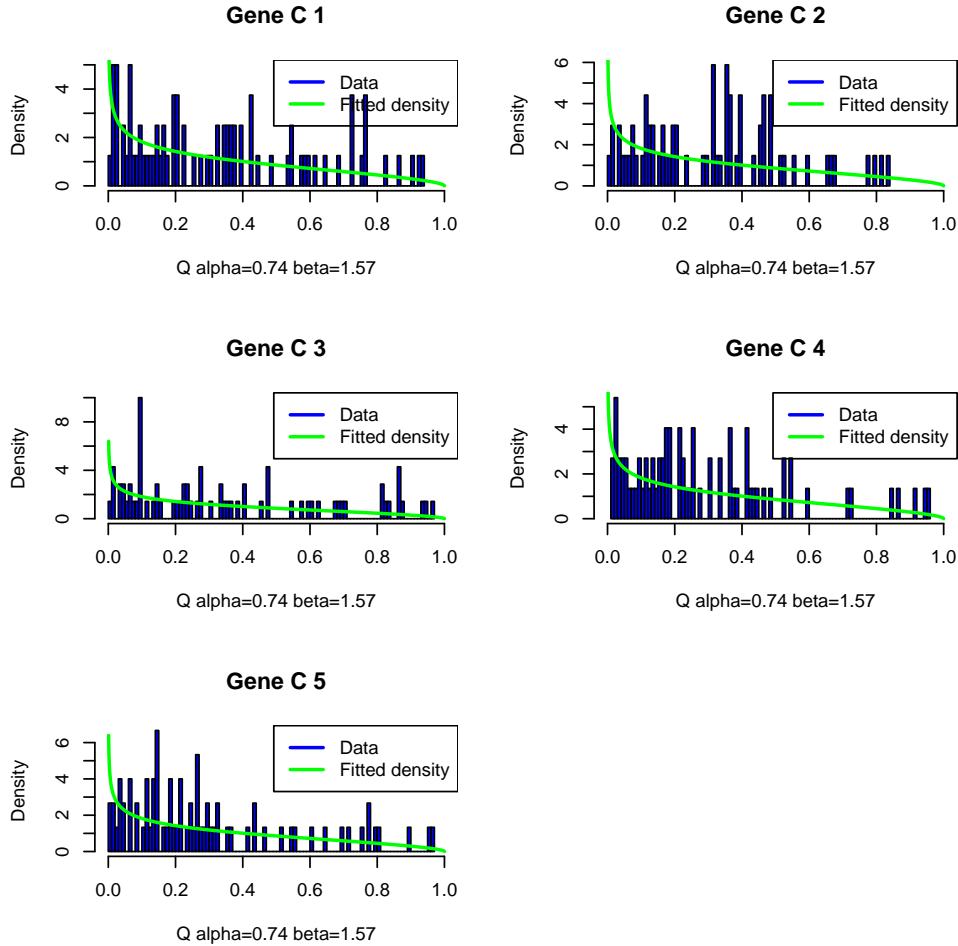 Gene C 1
Data
Fitted density
Density
0 2 4
0.0 0.2 0.4 0.6 0.8 1.0
Q alpha=0.74 beta=1.57
Gene C 2
Data
Fitted density
Density
0 2 4 6
0.0 0.2 0.4 0.6 0.8 1.0
Q alpha=0.74 beta=1.57
Gene C 3
Data
Fitted density
Density
0 4 8
0.0 0.2 0.4 0.6 0.8 1.0
Q alpha=0.74 beta=1.57
Gene C 4
Data
Fitted density
Density
0 2 4
0.0 0.2 0.4 0.6 0.8 1.0
Q alpha=0.74 beta=1.57
Gene C 5
Data
Fitted density
Density
0 2 4 6
0.0 0.2 0.4 0.6 0.8 1.0
Q alpha=0.74 beta=1.57